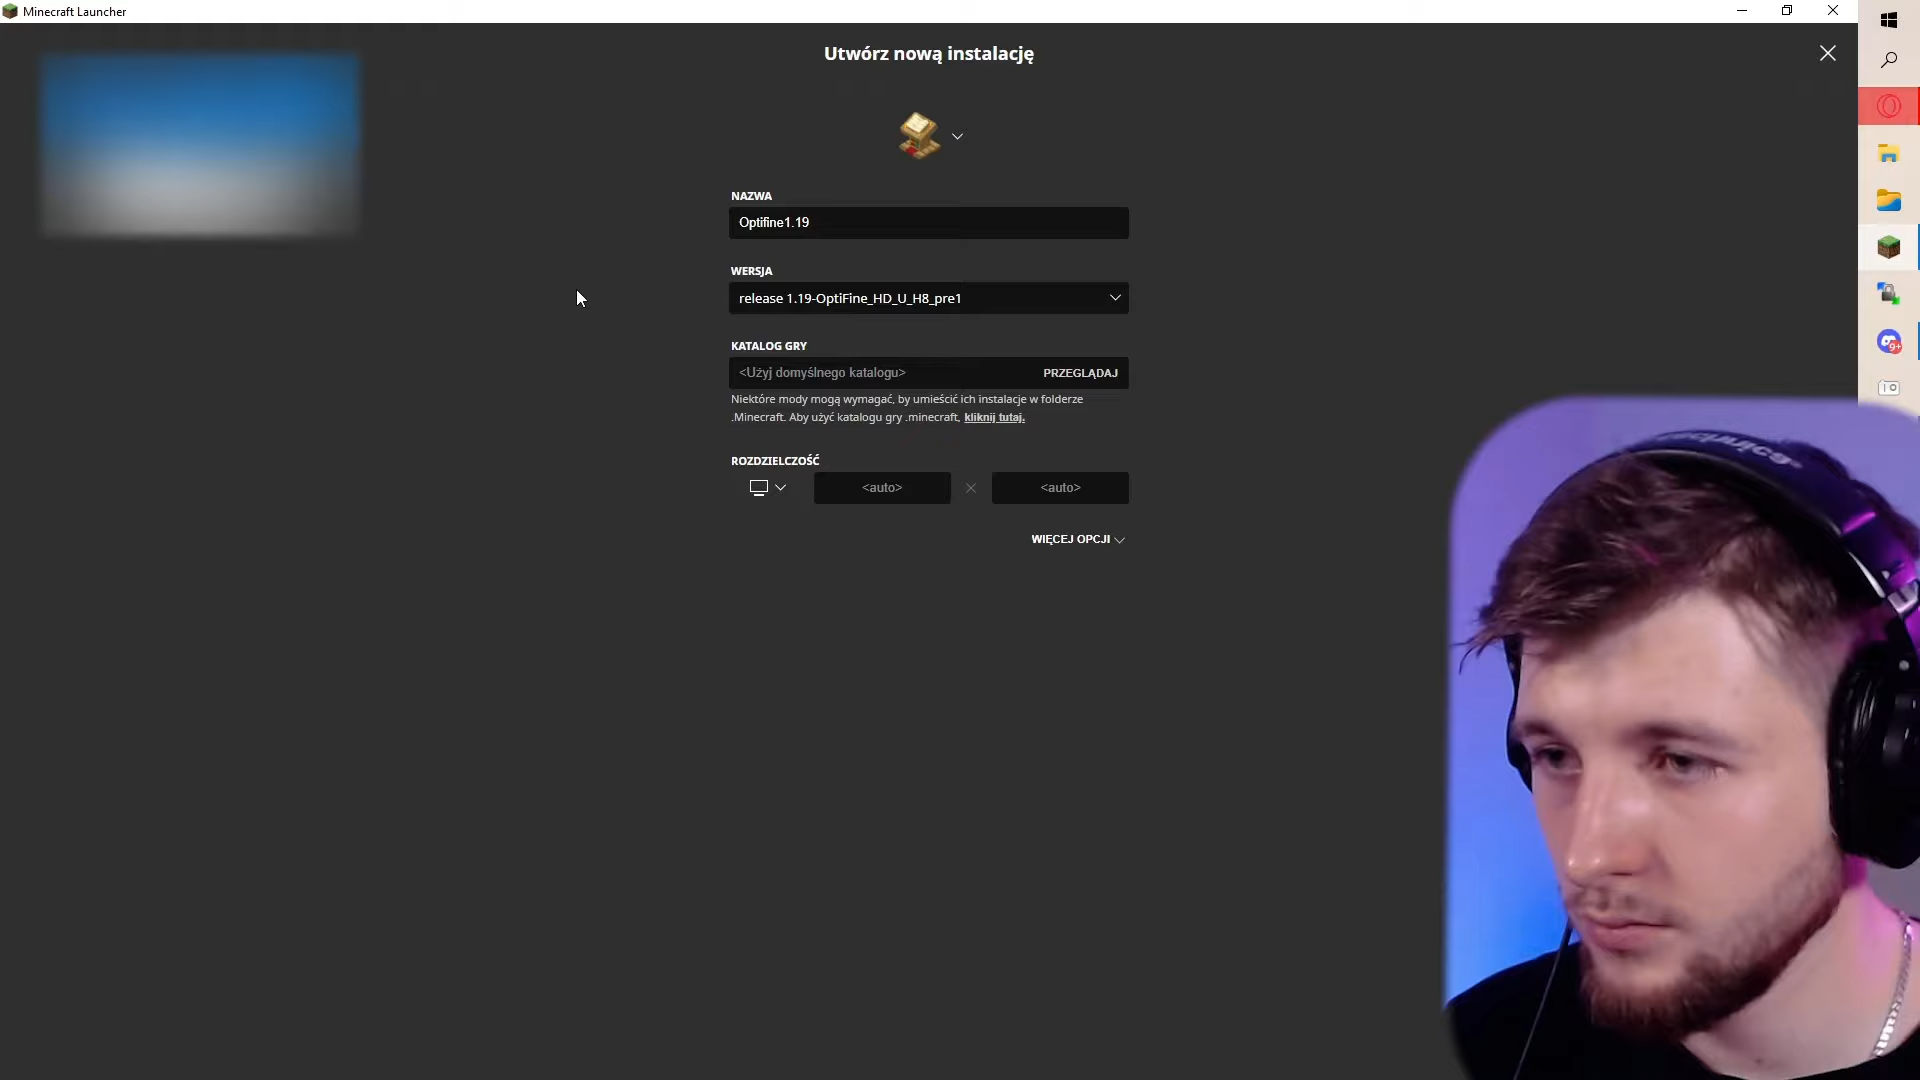 Minecraft Launcher
Utwórz nową instalację
NAZWA
Optifine1.19
WERSJA
release 1.19-OptiFine_HD_U_H8_pre1
KATALOG GRY
<Użyj domyślnego katalogu>
PRZEGLĄDAJ
Niektóre mody mogą wymagać, by umieścić ich instalacje w folderze
.Minecraft. Aby użyć katalogu gry .minecraft, kliknij tutaj.
ROZDZIELCZOŚĆ
<auto>
<auto>
WIĘCEJ OPCJI
9+